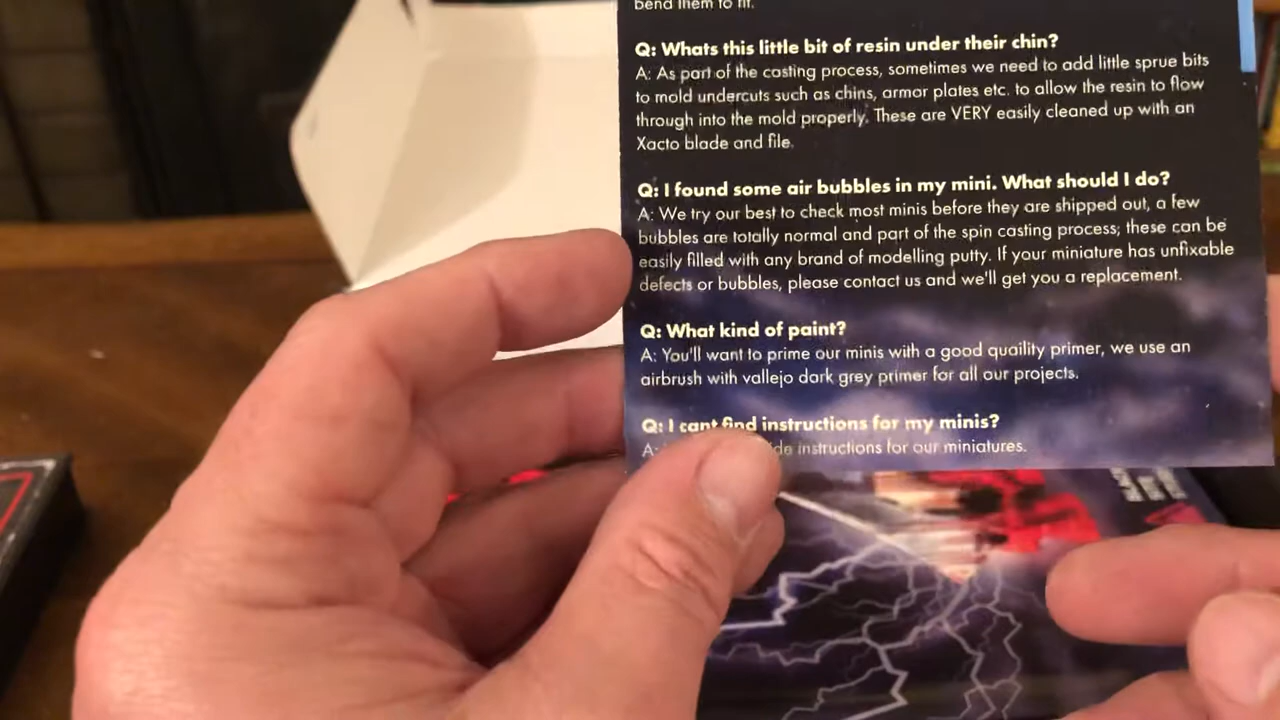 bend them to fit.
Q: Whats this little bit of resin under their chin?
A: As part of the casting process, sometimes we need to add little sprue bits
to mold undercuts such as chins, armor plates etc. to allow the resin to flow
through into the mold properly. These are VERY easily cleaned up with an
Xacto blade and file.
Q: I found some air bubbles in my mini. What should I do?
A: We try our best to check most minis before they are shipped out, a few
bubbles are totally normal and part of the spin casting process; these can be
easily filled with any brand of modelling putty. If your miniature has unfixable
defects or bubbles, please contact us and we'll get you a replacement.
Q: What kind of paint?
A: You'll want to prime our minis with a good quaility primer, we use an
airbrush with vallejo dark grey primer for all our projects.
Q: I cant find instructions for my minis?
A: instructions for our miniatures.